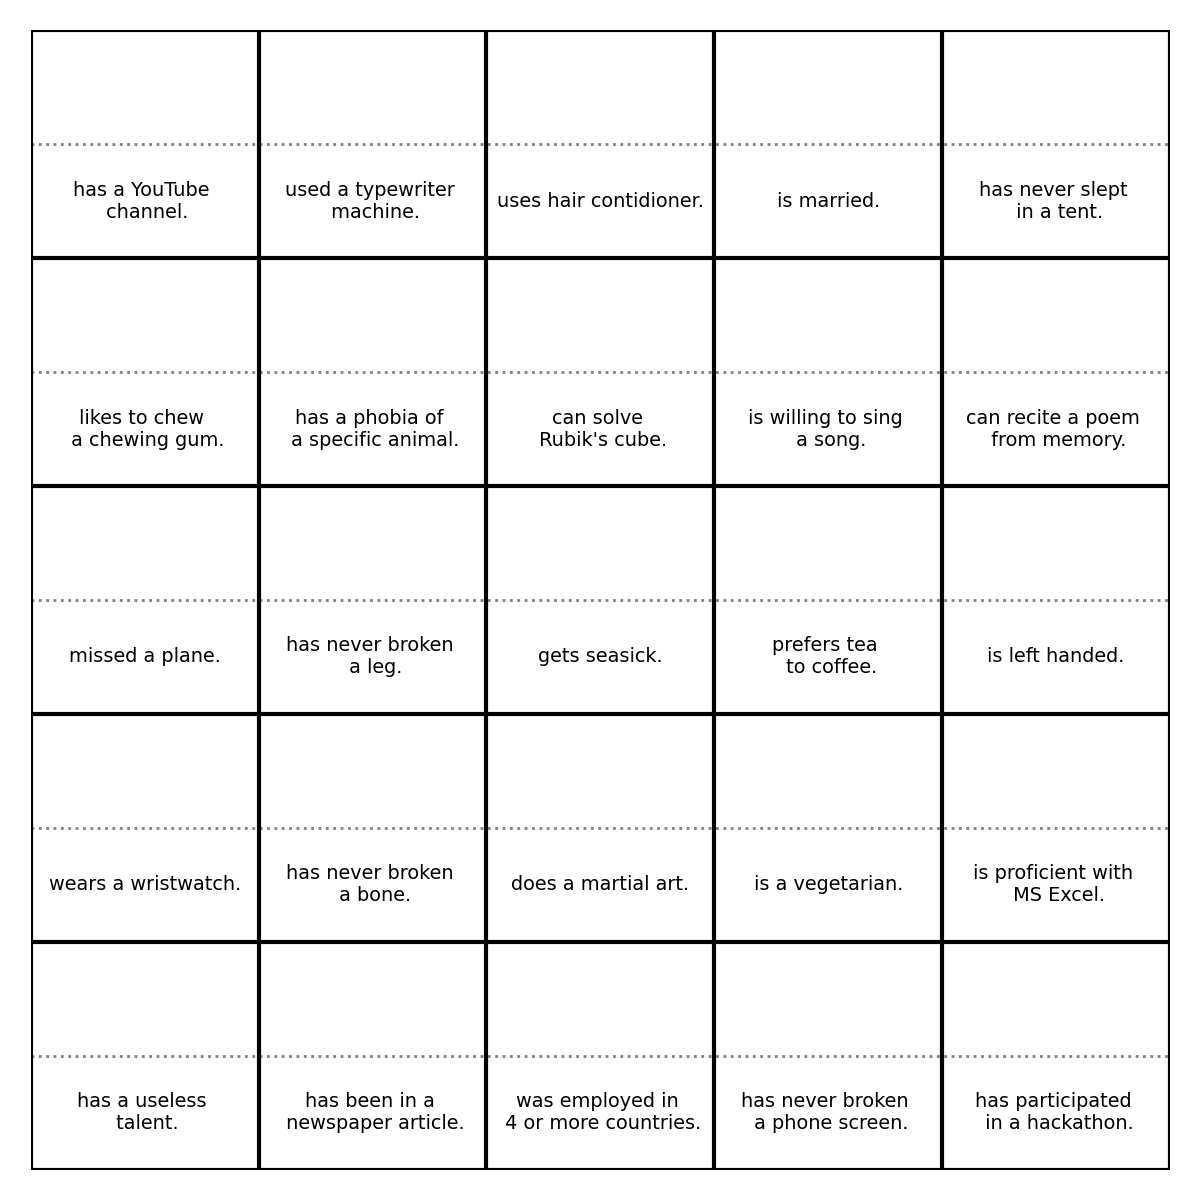 has a YouTube
channel.
used a typewriter
machine.
uses hair contidioner.
is married.
has never slept
in a tent.
likes to chew
a chewing gum.
has a phobia of
a specific animal.
can solve
Rubik's cube.
is willing to sing
a song.
can recite a poem
from memory.
missed a plane.
has never broken
a leg.
gets seasick.
prefers tea
to coffee.
is left handed.
wears a wristwatch.
has never broken
a bone.
does a martial art.
is a vegetarian.
is proficient with
MS Excel.
has a useless
talent.
has been in a
newspaper article.
was employed in
4 or more countries.
has never broken
a phone screen.
has participated
in a hackathon.